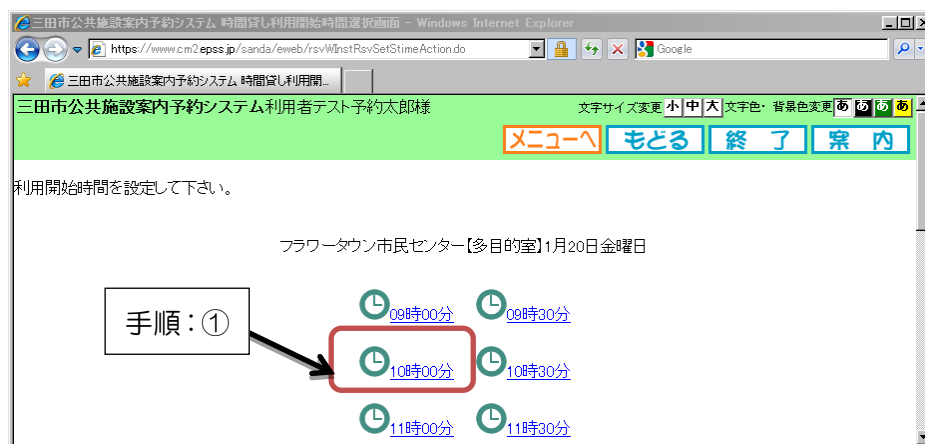 三田市公共施設案内予約システム 時間貸し利用開始時間選択画面 - Windows Internet Explorer
https://www.cm2.epss.jp/sanda/eweb/rsvWInstRsvSetStimeAction.do
Google
三田市公共施設案内予約システム 時間貸し利用開...
三田市公共施設案内予約システム利用者テスト予約太郎様
文字サイズ変更 小 中 大 文字色・ 背景色変更 あ あ あ あ
メニューへ もどる 終 了 案 内
利用開始時間を設定して下さい。
フラワータウン市民センター【多目的室】1月20日金曜日
09時00分 09時30分
手順：①
10時00分 10時30分
11時00分 11時30分